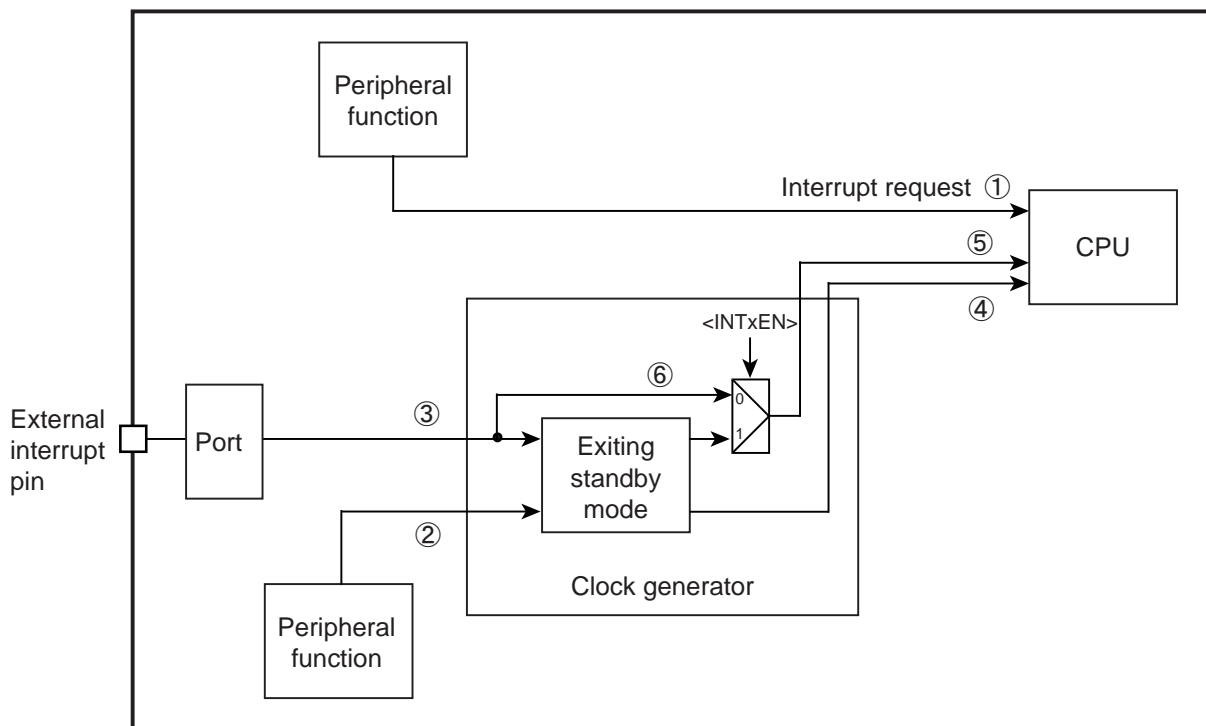 Peripheral
function
Interrupt request ①
CPU
⑤
④
<INTxEN>
⑥
0
External
interrupt
pin
Port
③
1
Exiting
standby
mode
②
Clock generator
Peripheral
function